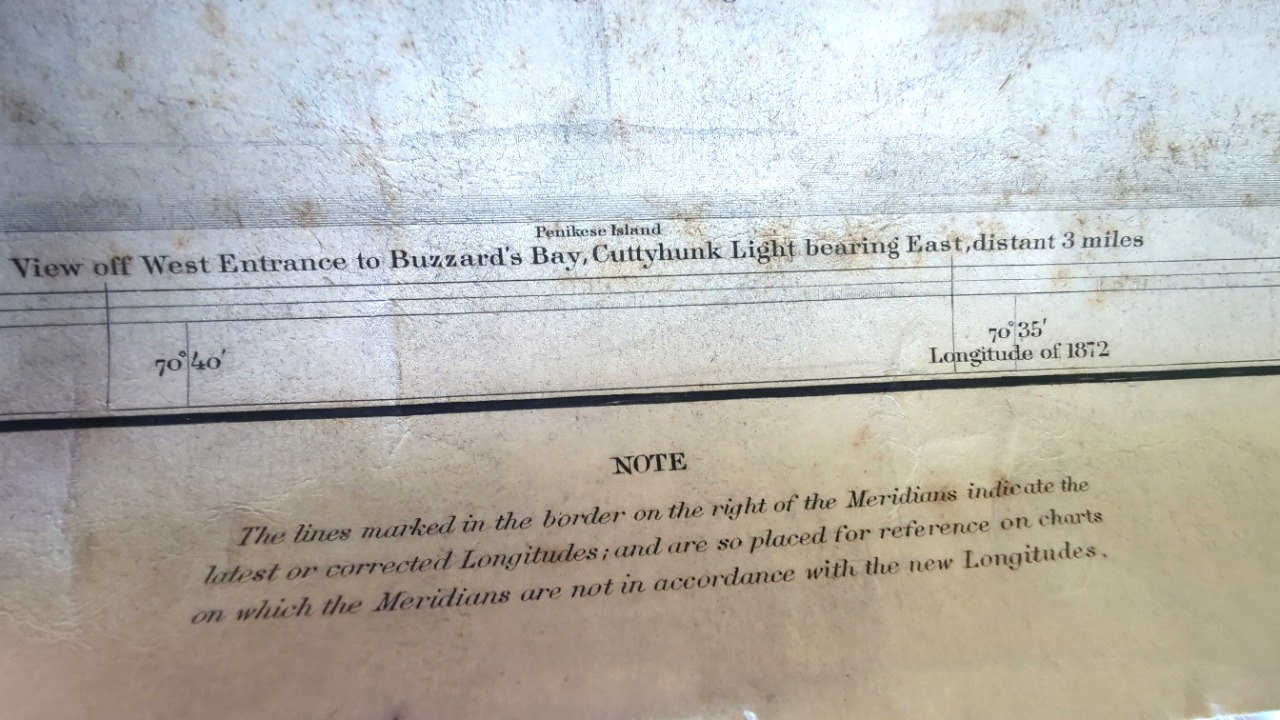 Penikese Island
View off West Entrance to Buzzard's Bay, Cuttyhunk Light bearing East, distant 3 miles
70° 40'
70° 35'
Longitude of 1872
NOTE
The lines marked in the border on the right of the Meridians indicate the
latest or corrected Longitudes; and are so placed for reference on charts
on which the Meridians are not in accordance with the new Longitudes.